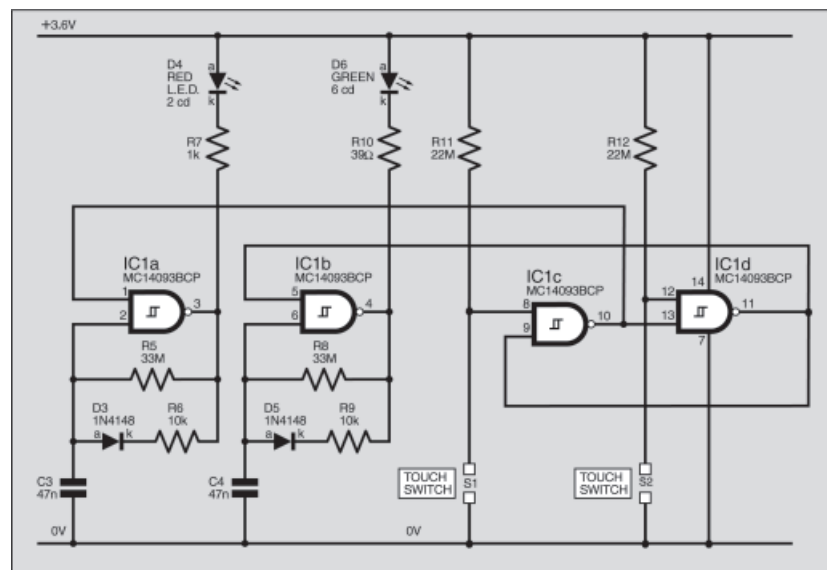 +3.6V
D4
RED
L.E.D.
2 cd
a
k
D6
GREEN
6 cd
a
k
R7
1k
R10
39Ω
R11
22M
R12
22M
IC1a
MC14093BCP
1
2
3
IC1b
MC14093BCP
5
6
4
IC1c
MC14093BCP
8
9
10
IC1d
MC14093BCP
14
12
13
11
7
R5
33M
R8
33M
D3
1N4148
a
k
R6
10k
D5
1N4148
a
k
R9
10k
C3
47n
C4
47n
TOUCH
SWITCH
S1
TOUCH
SWITCH
S2
0V
0V